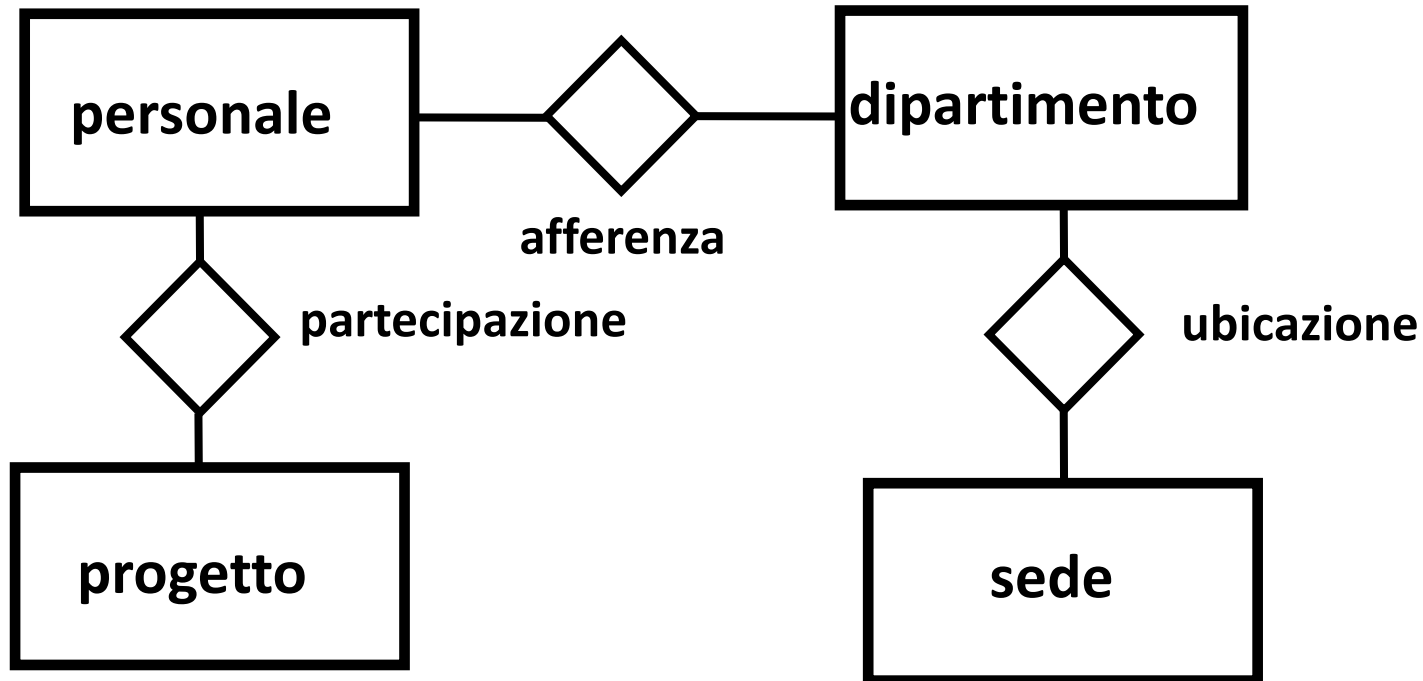 personale
dipartimento
afferenza
partecipazione
ubicazione
progetto
sede